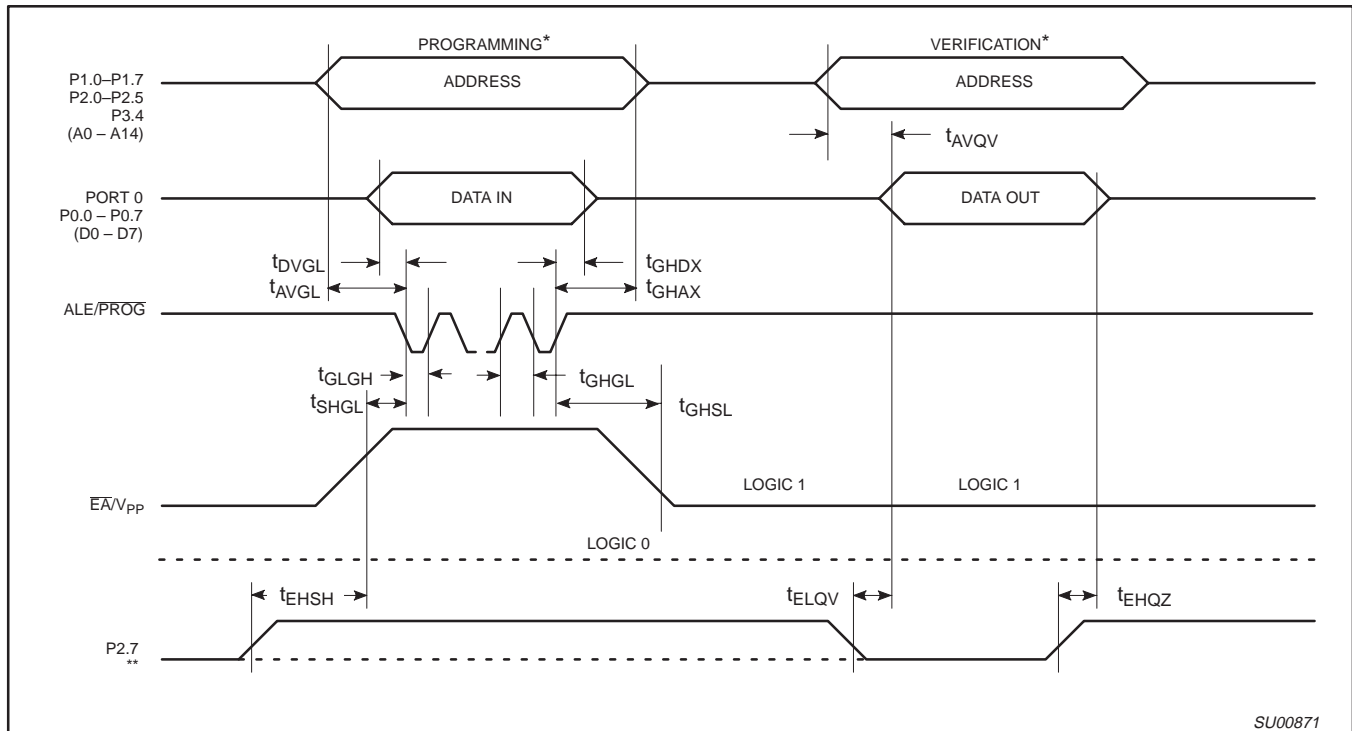 PROGRAMMING*
VERIFICATION*
P1.0–P1.7
P2.0–P2.5
P3.4
(A0 – A14)
ADDRESS
ADDRESS
tAVQV
PORT 0
P0.0 – P0.7
(D0 – D7)
DATA IN
DATA OUT
tDVGL
tGHDX
tAVGL
tGHAX
ALE/PROG
tGLGH
tGHGL
tSHGL
tGHSL
LOGIC 1
LOGIC 1
EA/VPP
LOGIC 0
tEHSH
tELQV
tEHQZ
P2.7
**
SU00871